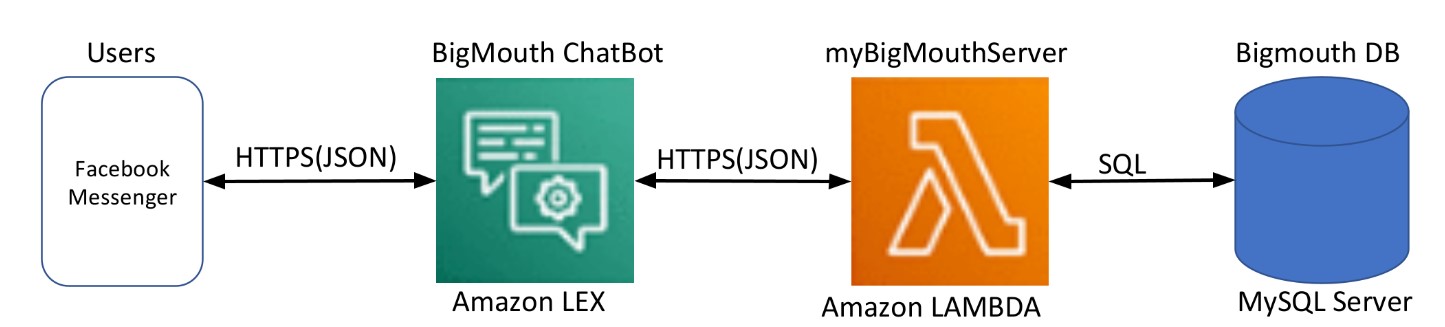 Users
BigMouth ChatBot
myBigMouthServer
Bigmouth DB
Facebook
Messenger
HTTPS(JSON)
HTTPS(JSON)
SQL
Amazon LEX
Amazon LAMBDA
MySQL Server